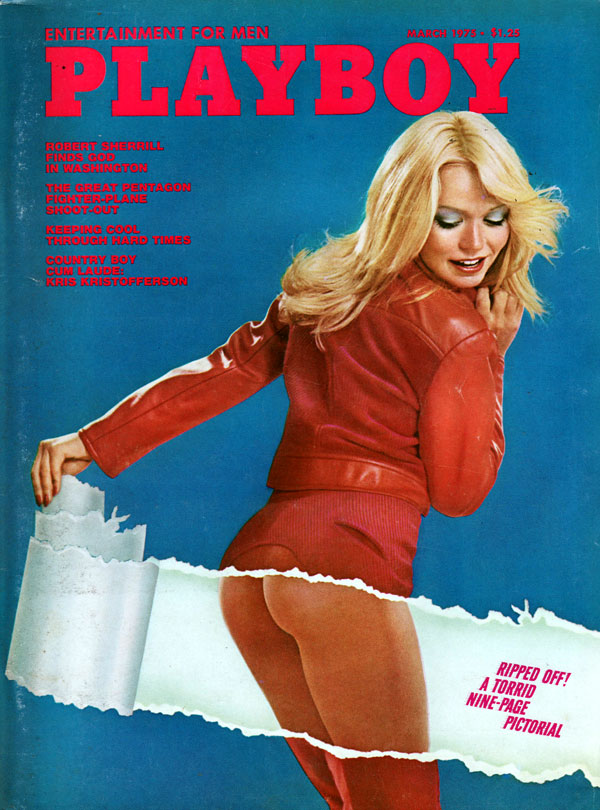 ENTERTAINMENT FOR MEN
MARCH 1975 • $1.25
PLAYBOY
ROBERT SHERRILL
FINDS GOD
IN WASHINGTON
THE GREAT PENTAGON
FIGHTER-PLANE
SHOOT-OUT
KEEPING COOL
THROUGH HARD TIMES
COUNTRY BOY
CUM LAUDE:
KRIS KRISTOFFERSON
RIPPED OFF!
A TORRID
NINE-PAGE
PICTORIAL